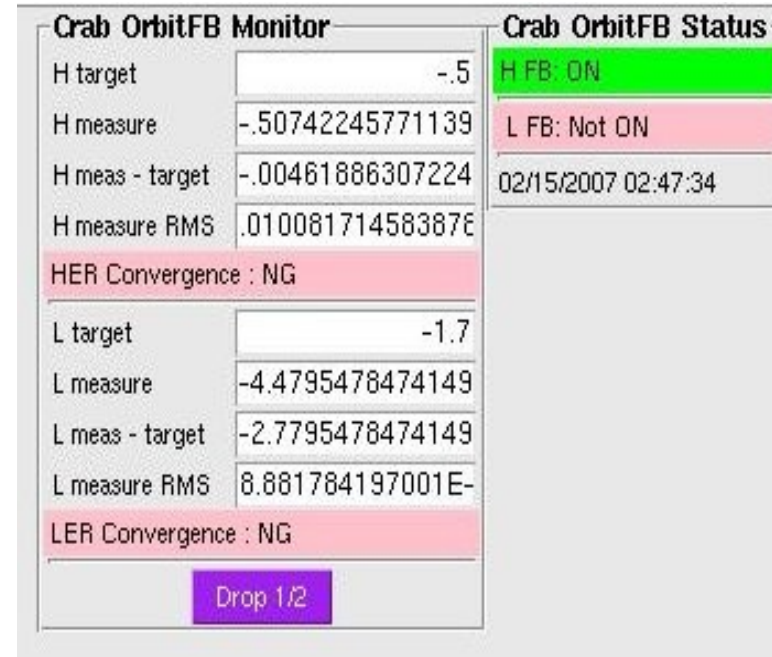 Crab OrbitFB Monitor
H target -.5
H measure -.50742245771139
H meas - target -.00461886307224
H measure RMS .010081714583878
HER Convergence : NG
L target -1.7
L measure -4.4795478474149
L meas - target -2.7795478474149
L measure RMS 8.881784197001E-
LER Convergence : NG
Drop 1/2
Crab OrbitFB Status
H FB: ON
L FB: Not ON
02/15/2007 02:47:34